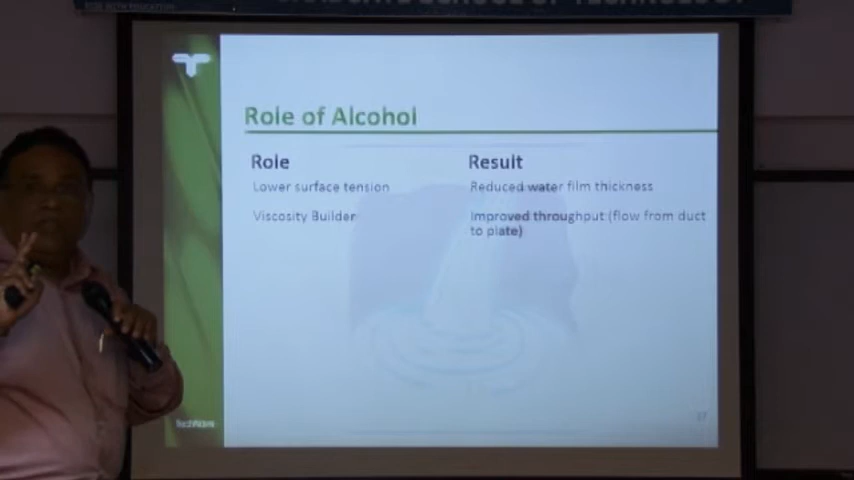 Role of Alcohol
Role Result
Lower surface tension Reduced water film thickness
Viscosity Builder Improved throughput (flow from duct
to plate)
TechNova